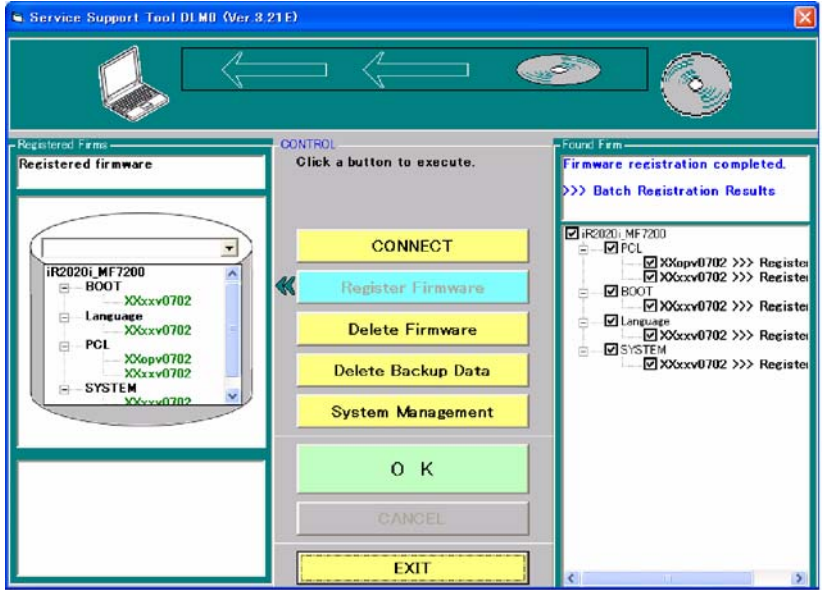 Service Support Tool DLM0 (Ver.3.21E)
Registered Firms
Registered firmware
iR2020i_MF7200
BOOT
XXxxv0702
Language
XXxxv0702
PCL
XXopv0702
XXxxv0702
SYSTEM
XXxxv0702
CONTROL
Click a button to execute.
CONNECT
Register Firmware
Delete Firmware
Delete Backup Data
System Management
O K
CANCEL
EXIT
Found Firm
Firmware registration completed.
>>> Batch Registration Results
iR2020i_MF7200
PCL
XXopv0702 >>> Register
XXxxv0702 >>> Register
BOOT
XXxxv0702 >>> Register
Language
XXxxv0702 >>> Register
SYSTEM
XXxxv0702 >>> Register